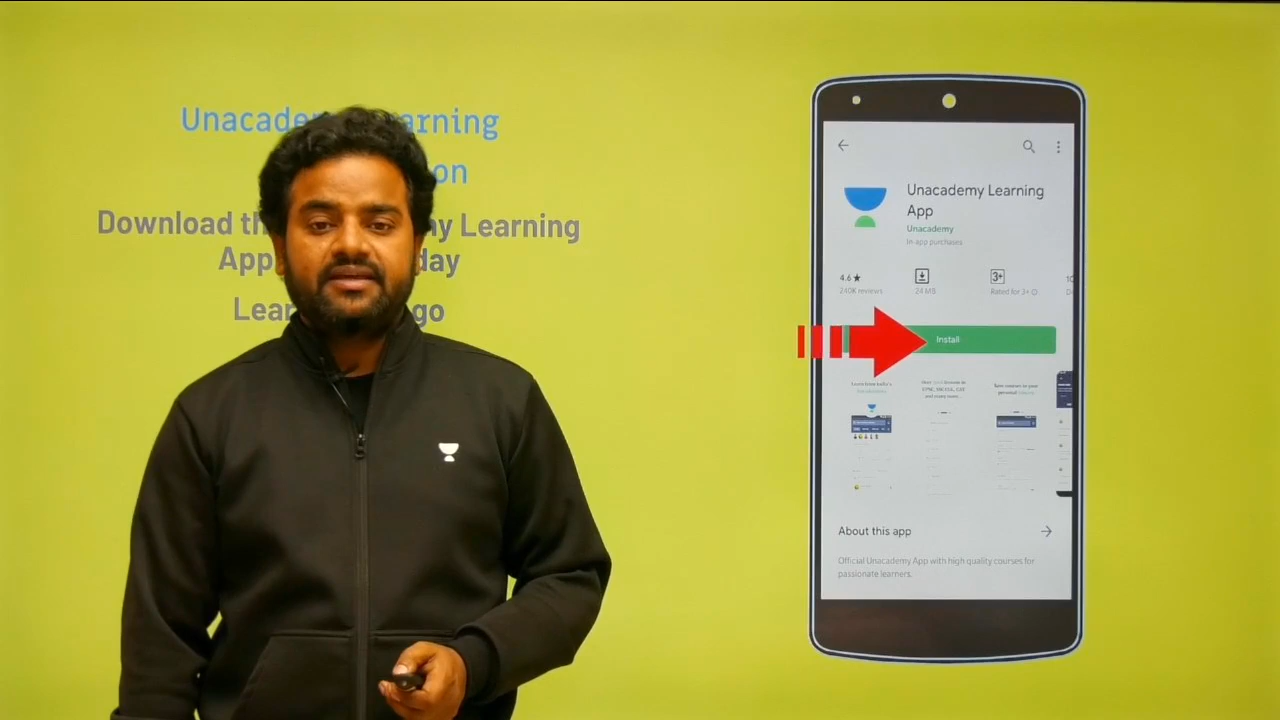 Unacade arning
on
Download th my Learning
App day
Lear go
Unacademy Learning
App
Unacademy
In-app purchases
4.6★
240K reviews
24 MB
3+
Rated for 3+
Install
About this app
Official Unacademy App with high quality courses for
passionate learners.